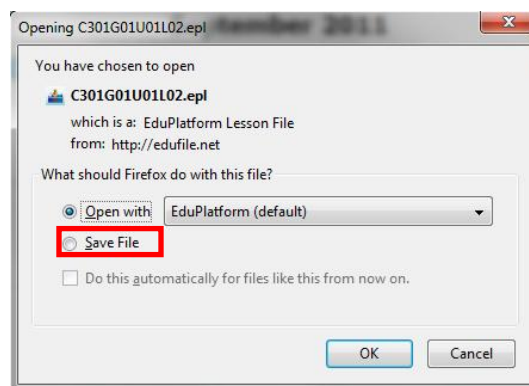 Opening C301G01U01L02.epl
tember 2011
You have chosen to open
C301G01U01L02.epl
which is a: EduPlatform Lesson File
from: http://edufile.net
What should Firefox do with this file?
Open with EduPlatform (default)
Save File
Do this automatically for files like this from now on.
OK Cancel